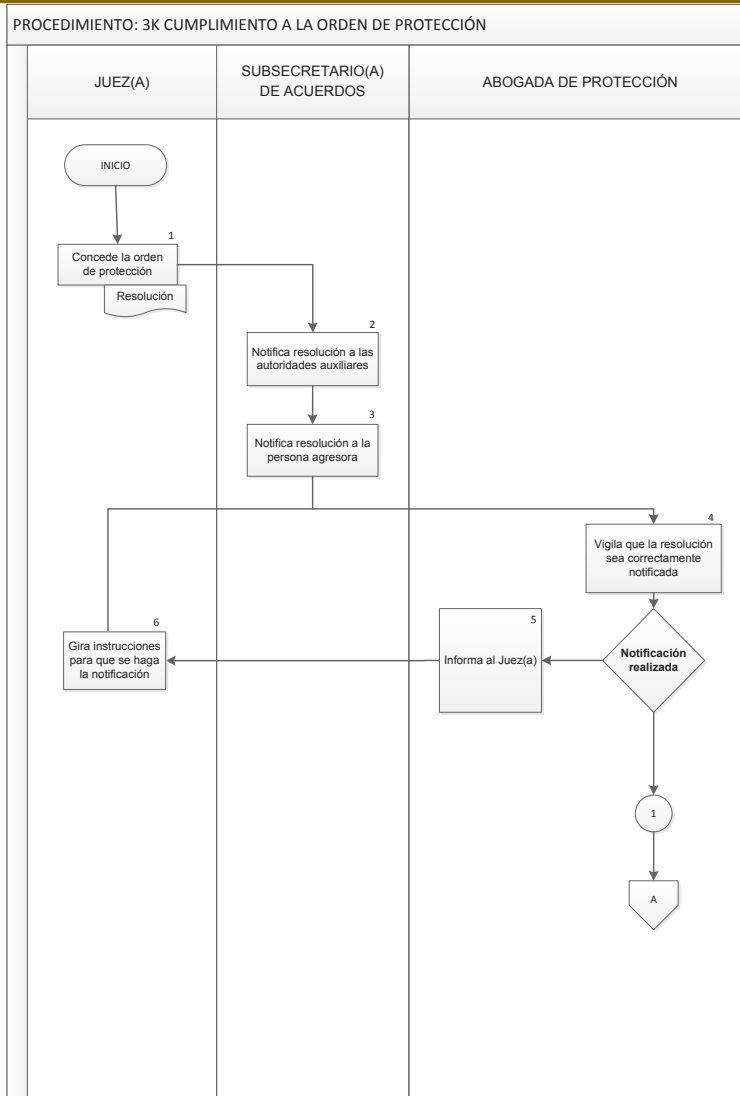 PROCEDIMIENTO: 3K CUMPLIMIENTO A LA ORDEN DE PROTECCIÓN
JUEZ(A)
SUBSECRETARIO(A)
DE ACUERDOS
ABOGADA DE PROTECCIÓN
INICIO
1
Concede la orden
de protección
Resolución
2
Notifica resolución a las
autoridades auxiliares
3
Notifica resolución a la
persona agresora
4
Vigila que la resolución
sea correctamente
notificada
Notificación
realizada
5
Informa al Juez(a)
6
Gira instrucciones
para que se haga
la notificación
1
A